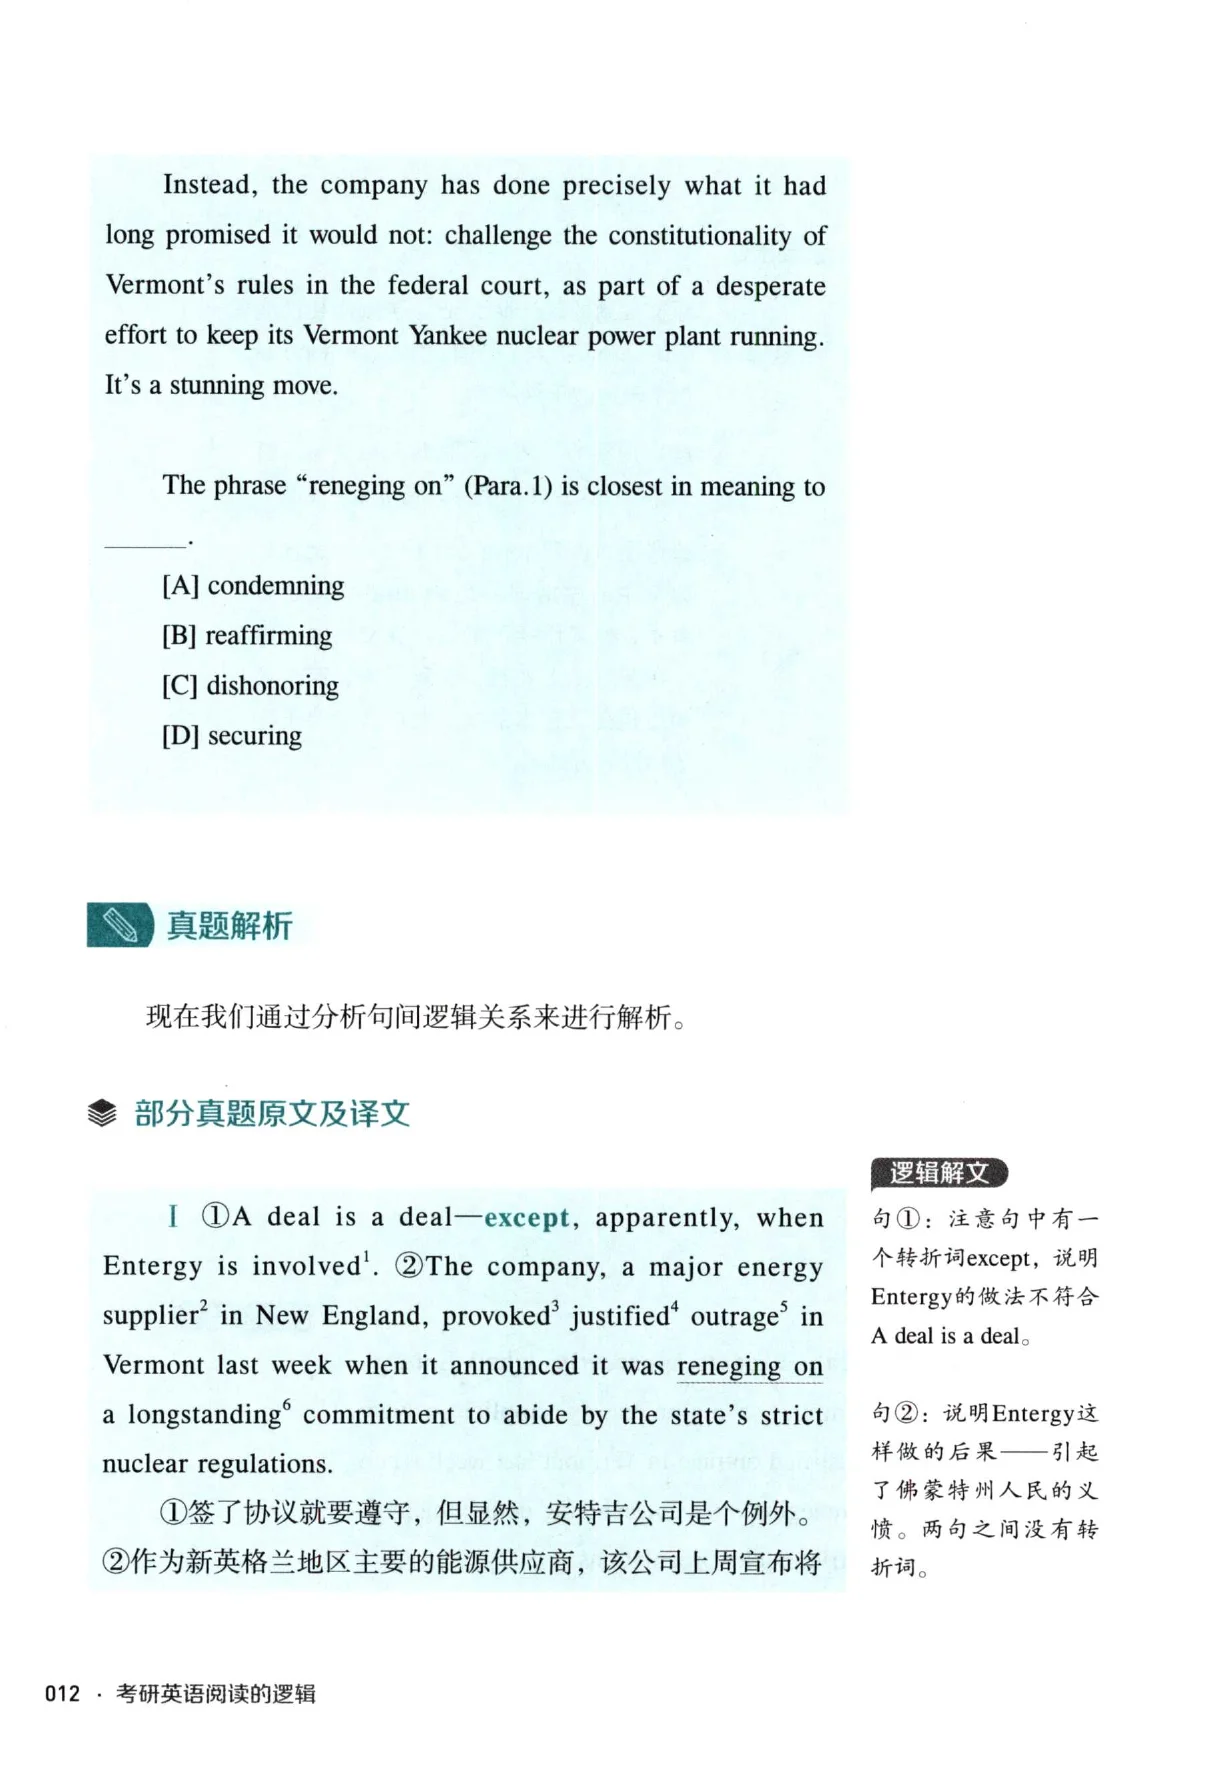 Instead, the company has done precisely what it had
long promised it would not: challenge the constitutionality of
Vermont's rules in the federal court, as part of a desperate
effort to keep its Vermont Yankee nuclear power plant running.
It's a stunning move.
The phrase “reneging on” (Para.1) is closest in meaning to
______.
[A] condemning
[B] reaffirming
[C] dishonoring
[D] securing
真题解析
现在我们通过分析句间逻辑关系来进行解析。
部分真题原文及译文
I ①A deal is a deal—except, apparently, when
Entergy is involved¹. ②The company, a major energy
supplier² in New England, provoked³ justified⁴ outrage⁵ in
Vermont last week when it announced it was reneging on
a longstanding⁶ commitment to abide by the state's strict
nuclear regulations.
①签了协议就要遵守，但显然，安特吉公司是个例外。
②作为新英格兰地区主要的能源供应商，该公司上周宣布将
逻辑解文
句①：注意句中有一
个转折词except，说明
Entergy的做法不符合
A deal is a deal。
句②：说明Entergy这
样做的后果——引起
了佛蒙特州人民的义
愤。两句之间没有转
折词。
012 · 考研英语阅读的逻辑